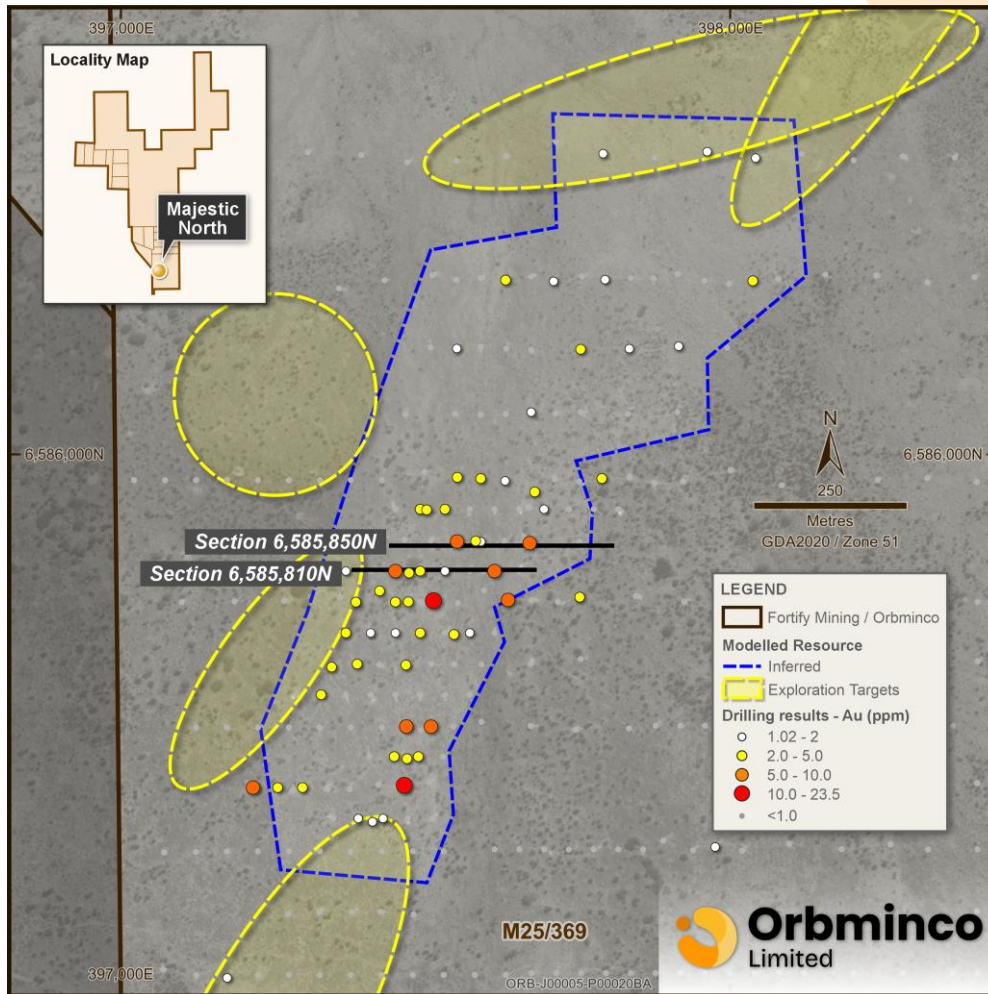 397,000E
398,000E
Locality Map
Majestic
North
6,586,000N
6,586,000N
N
250
Metres
GDA2020 / Zone 51
Section 6,585,850N
Section 6,585,810N
LEGEND
Fortify Mining / Orbminco
Modelled Resource
Inferred
Exploration Targets
Drilling results - Au (ppm)
1.02 - 2
2.0 - 5.0
5.0 - 10.0
10.0 - 23.5
<1.0
M25/369
Orbminco
Limited
397,000E
ORB-J00005-P00020BA